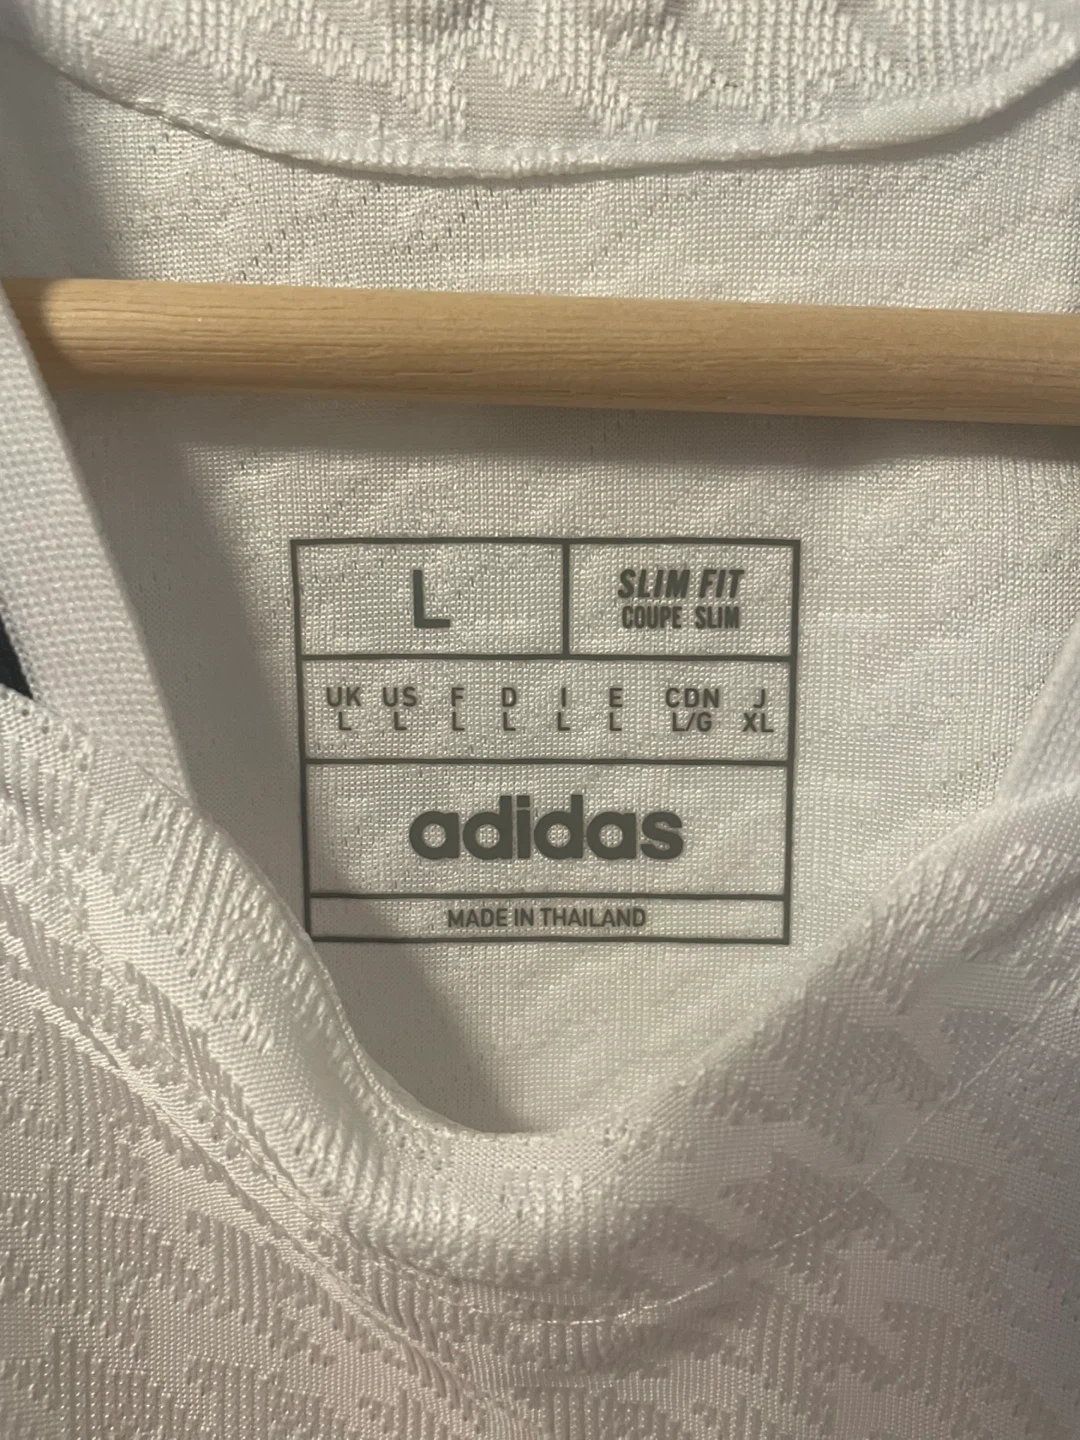 L
SLIM FIT
COUPE SLIM
UK US F D I E CDN J
L L L L L L L/G XL
adidas
MADE IN THAILAND